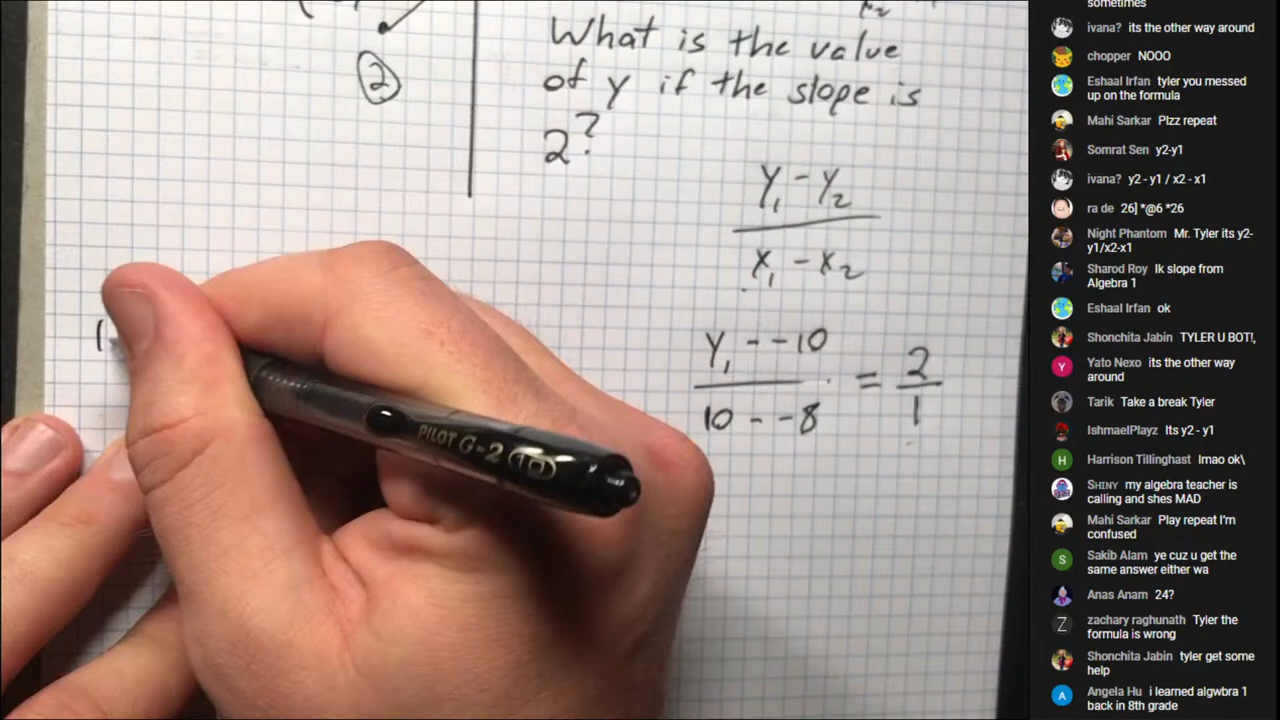 What is the value
of y if the slope is
2?
2
y₁ - y₂
x₁ - x₂
y₁ - -10
10 - -8
= 2
1
PILOT G-2 10
sometimes
ivana? its the other way around
chopper NOOO
Eshaal Irfan tyler you messed
up on the formula
Mahi Sarkar Plzz repeat
Somrat Sen y2-y1
ivana? y2 - y1 / x2 - x1
ra de 26] *@6 *26
Night Phantom Mr. Tyler its y2-
y1/x2-x1
Sharod Roy Ik slope from
Algebra 1
Eshaal Irfan ok
Shonchita Jabin TYLER U BOT!,
Y
Yato Nexo its the other way
around
Tarik Take a break Tyler
IshmaelPlayz Its y2 - y1
H
Harrison Tillinghast lmao ok\
SHINY my algebra teacher is
calling and shes MAD
Mahi Sarkar Play repeat I'm
confused
S
Sakib Alam ye cuz u get the
same answer either wa
Anas Anam 24?
Z
zachary raghunath Tyler the
formula is wrong
Shonchita Jabin tyler get some
help
A
Angela Hu i learned algwbra 1
back in 8th grade